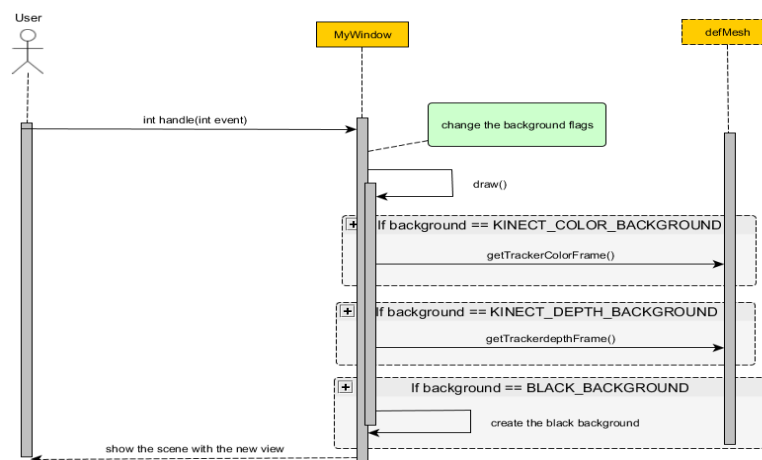 User
MyWindow
defMesh
int handle(int event)
change the background flags
draw()
If background == KINECT_COLOR_BACKGROUND
getTrackerColorFrame()
If background == KINECT_DEPTH_BACKGROUND
getTrackerdepthFrame()
If background == BLACK_BACKGROUND
create the black background
show the scene with the new view